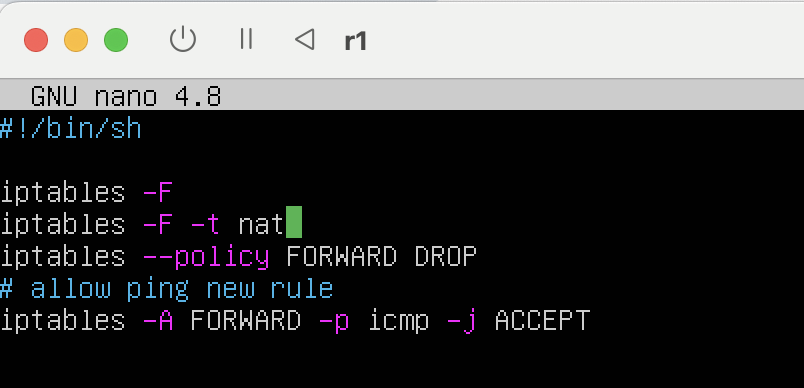 r1
GNU nano 4.8
#!/bin/sh
iptables -F
iptables -F -t nat
iptables --policy FORWARD DROP
# allow ping new rule
iptables -A FORWARD -p icmp -j ACCEPT